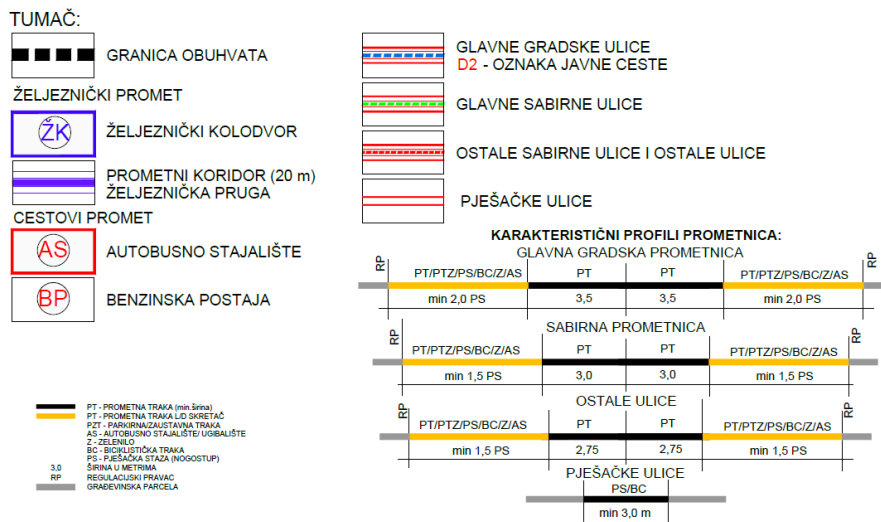 TUMAČ:
GRANICA OBUHVATA
ŽELJEZNIČKI PROMET
ŽK
ŽELJEZNIČKI KOLODVOR
PROMETNI KORIDOR (20 m)
ŽELJEZNIČKA PRUGA
CESTOVI PROMET
AS
AUTOBUSNO STAJALIŠTE
BP
BENZINSKA POSTAJA
GLAVNE GRADSKE ULICE
D2 - OZNAKA JAVNE CESTE
GLAVNE SABIRNE ULICE
OSTALE SABIRNE ULICE I OSTALE ULICE
PJEŠAČKE ULICE
KARAKTERISTIČNI PROFILI PROMETNICA:
GLAVNA GRADSKA PROMETNICA
RP PT/PTZ/PS/BC/Z/AS PT PT PT/PTZ/PS/BC/Z/AS RP
min 2,0 PS 3,5 3,5 min 2,0 PS
SABIRNA PROMETNICA
RP PT/PTZ/PS/BC/Z/AS PT PT PT/PTZ/PS/BC/Z/AS RP
min 1,5 PS 3,0 3,0 min 1,5 PS
OSTALE ULICE
RP PT/PTZ/PS/BC/Z/AS PT PT PT/PTZ/PS/BC/Z/AS RP
min 1,5 PS 2,75 2,75 min 1,5 PS
PJEŠAČKE ULICE
PS/BC
min 3,0 m
PT - PROMETNA TRAKA (min.širina)
PT - PROMETNA TRAKA L/D SKRETAČ
PZT - PARKIRNA/ZAUSTAVNA TRAKA
AS - AUTOBUSNO STAJALIŠTE/ UGIBALIŠTE
Z - ZELENILO
BC - BICIKLISTIČKA TRAKA
PS - PJEŠAČKA STAZA (NOGOSTUP)
3,0 ŠIRINA U METRIMA
RP REGULACIJSKI PRAVAC
GRAĐEVINSKA PARCELA